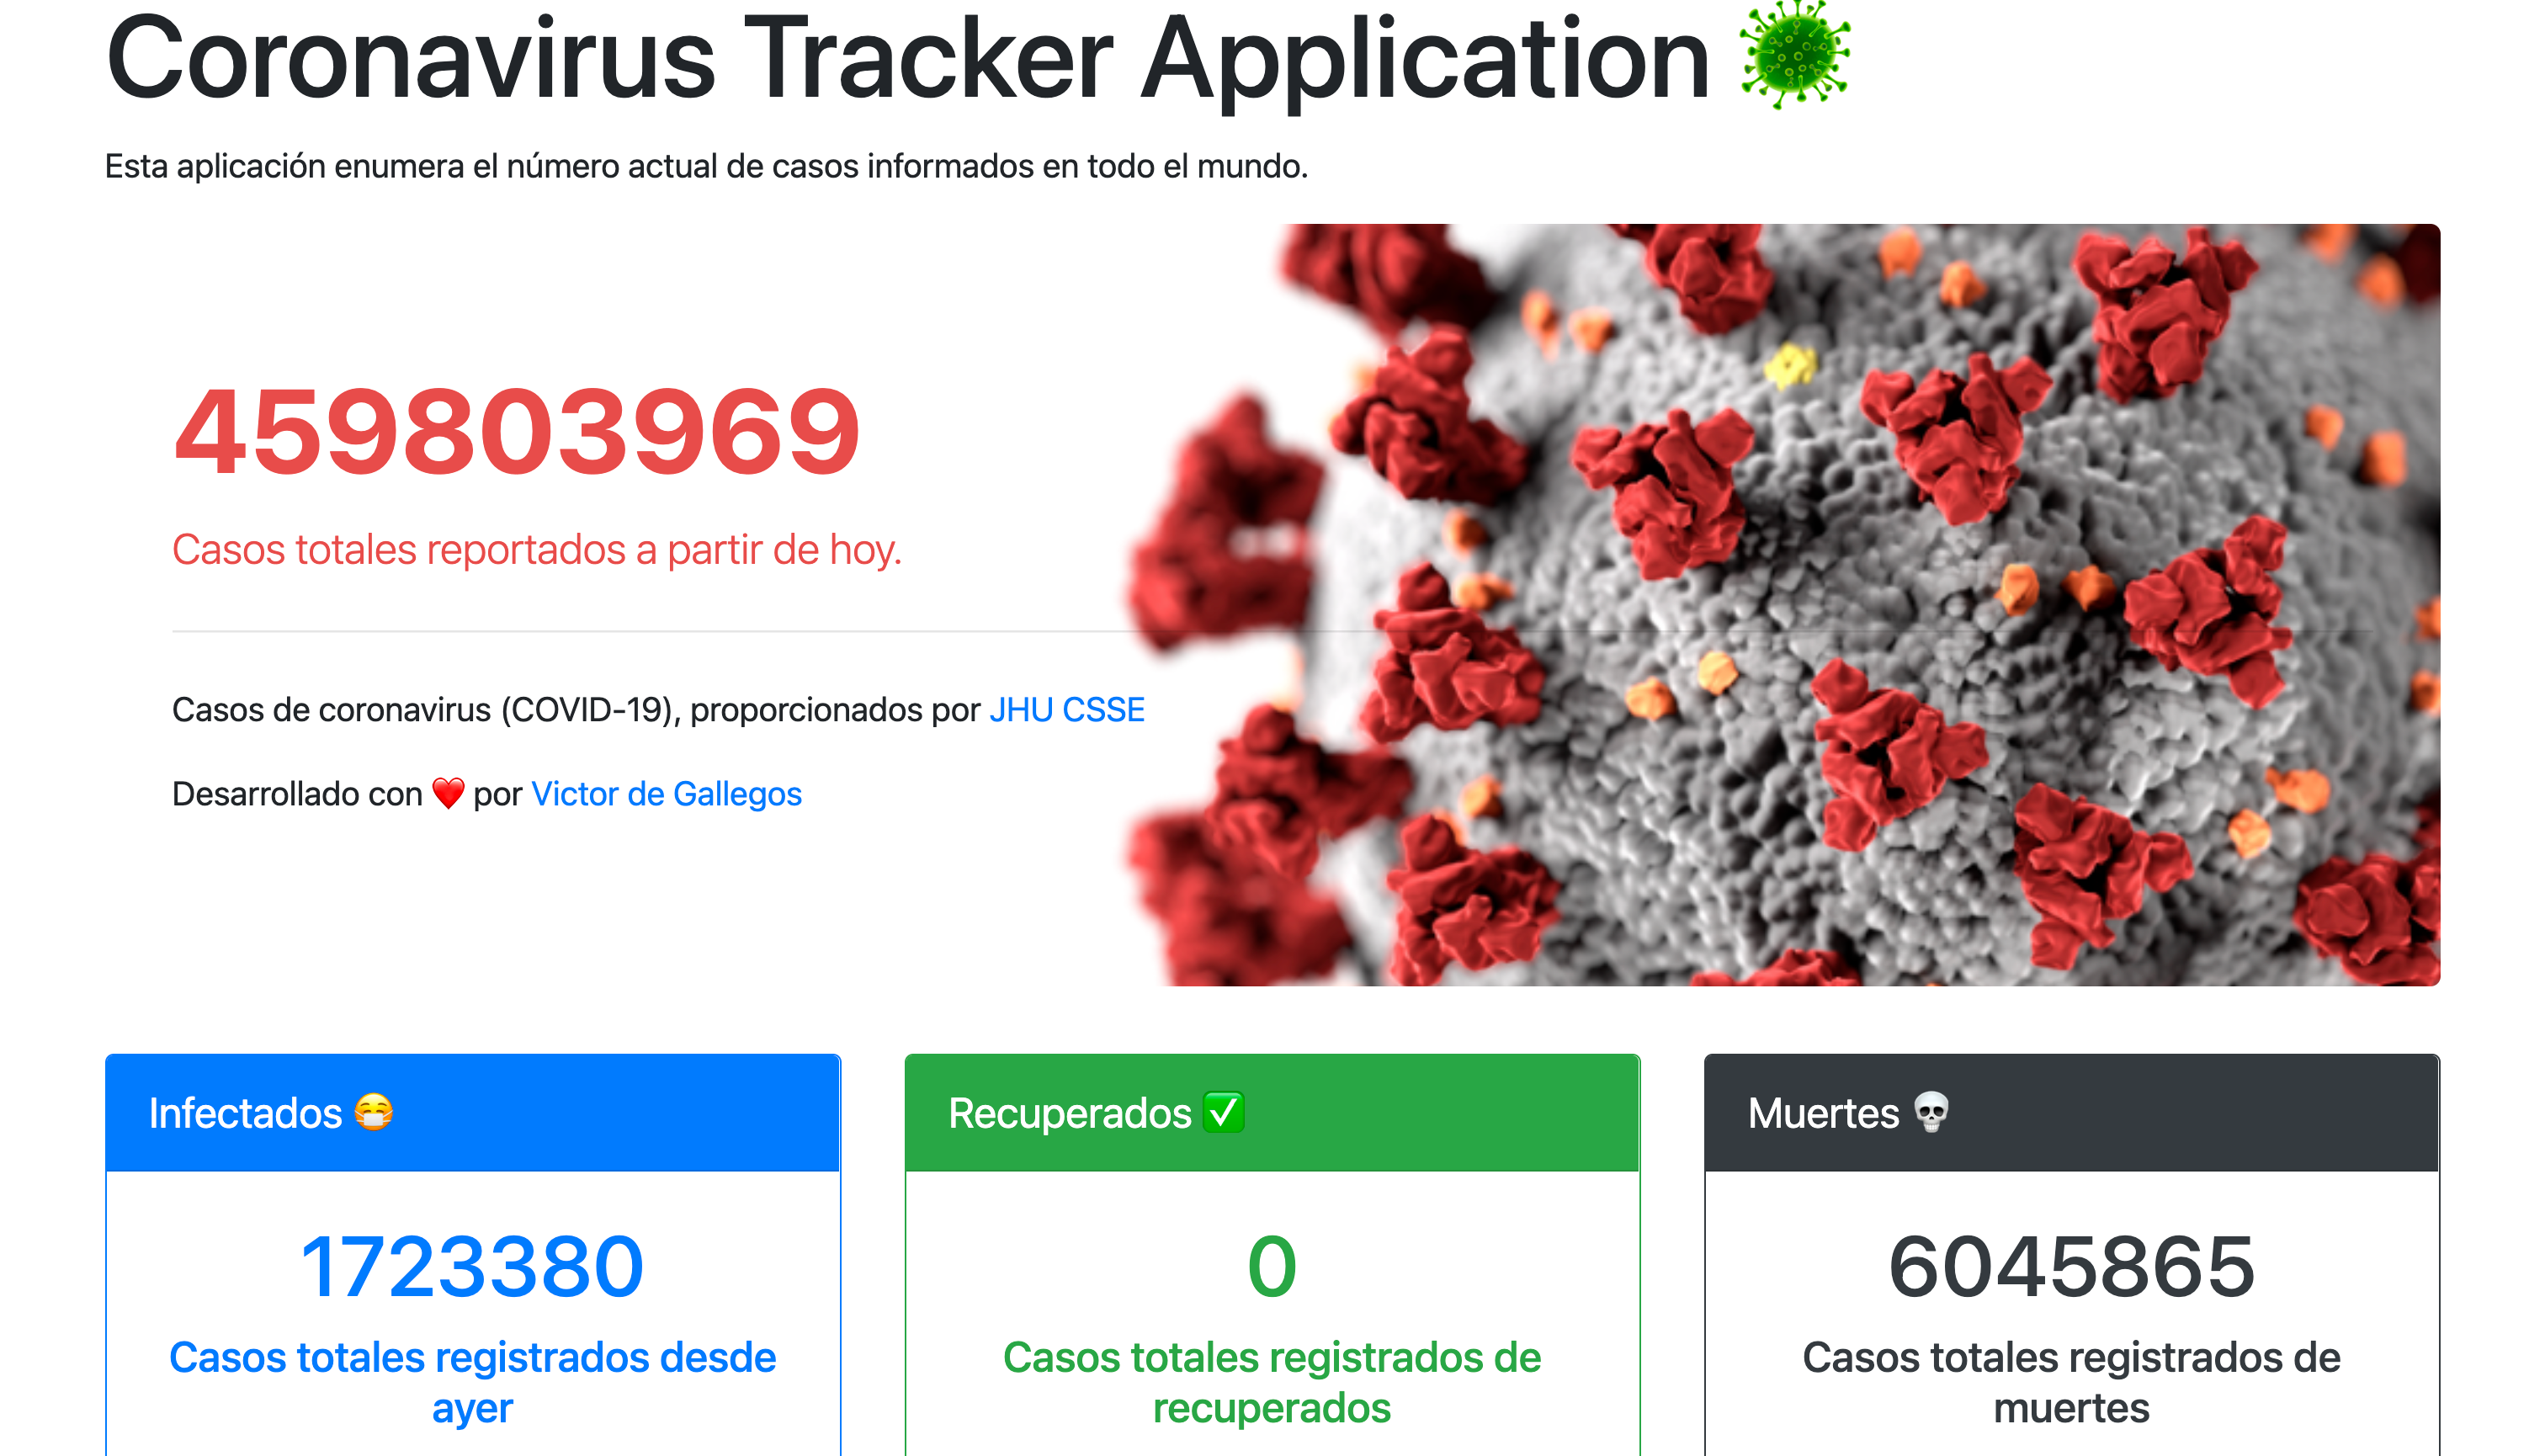 Coronavirus Tracker Application
Esta aplicación enumera el número actual de casos informados en todo el mundo.
459803969
Casos totales reportados a partir de hoy.
Casos de coronavirus (COVID-19), proporcionados por JHU CSSE
Desarrollado con ❤️ por Victor de Gallegos
Infectados 😷
1723380
Casos totales registrados desde
ayer
Recuperados ✅
0
Casos totales registrados de
recuperados
Muertes 💀
6045865
Casos totales registrados de
muertes